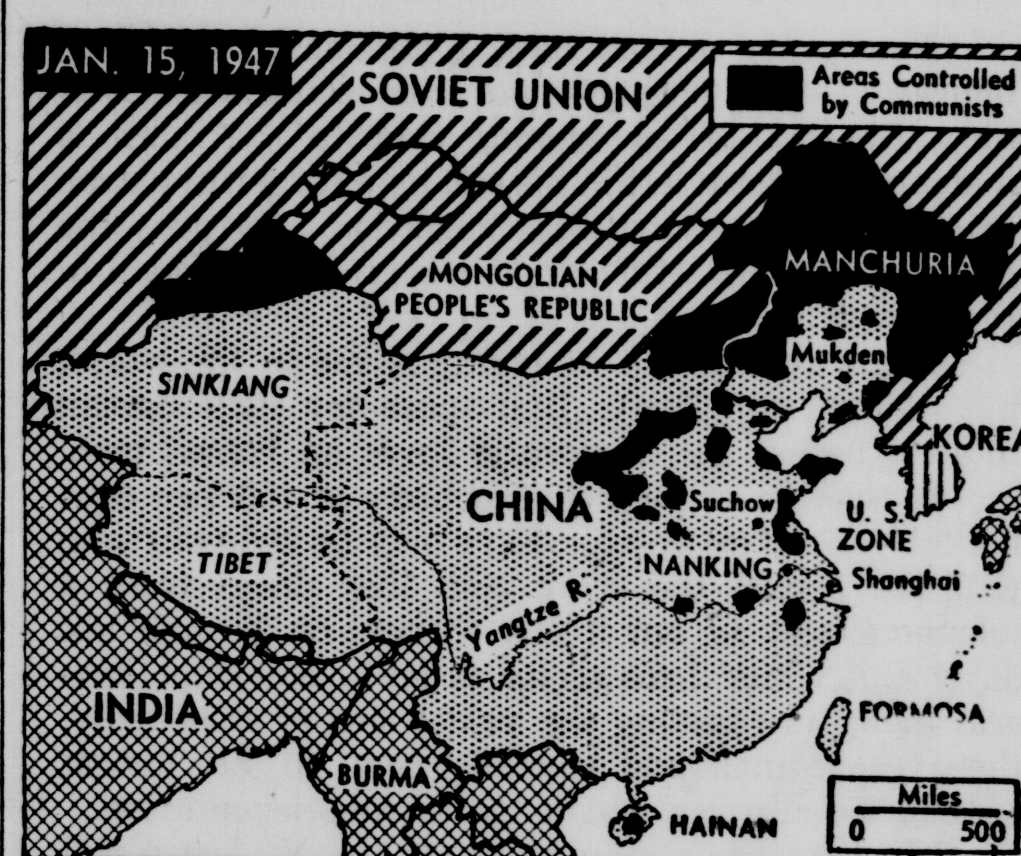 JAN. 15, 1947
SOVIET UNION
Areas Controlled
by Communists
MANCHURIA
MONGOLIAN
PEOPLE'S REPUBLIC
Mukden
SINKIANG
KOREA
CHINA
Suchow
U. S.
ZONE
TIBET
NANKING
Shanghai
Yangtze R.
INDIA
FORMOSA
BURMA
Miles
0 500
HAINAN